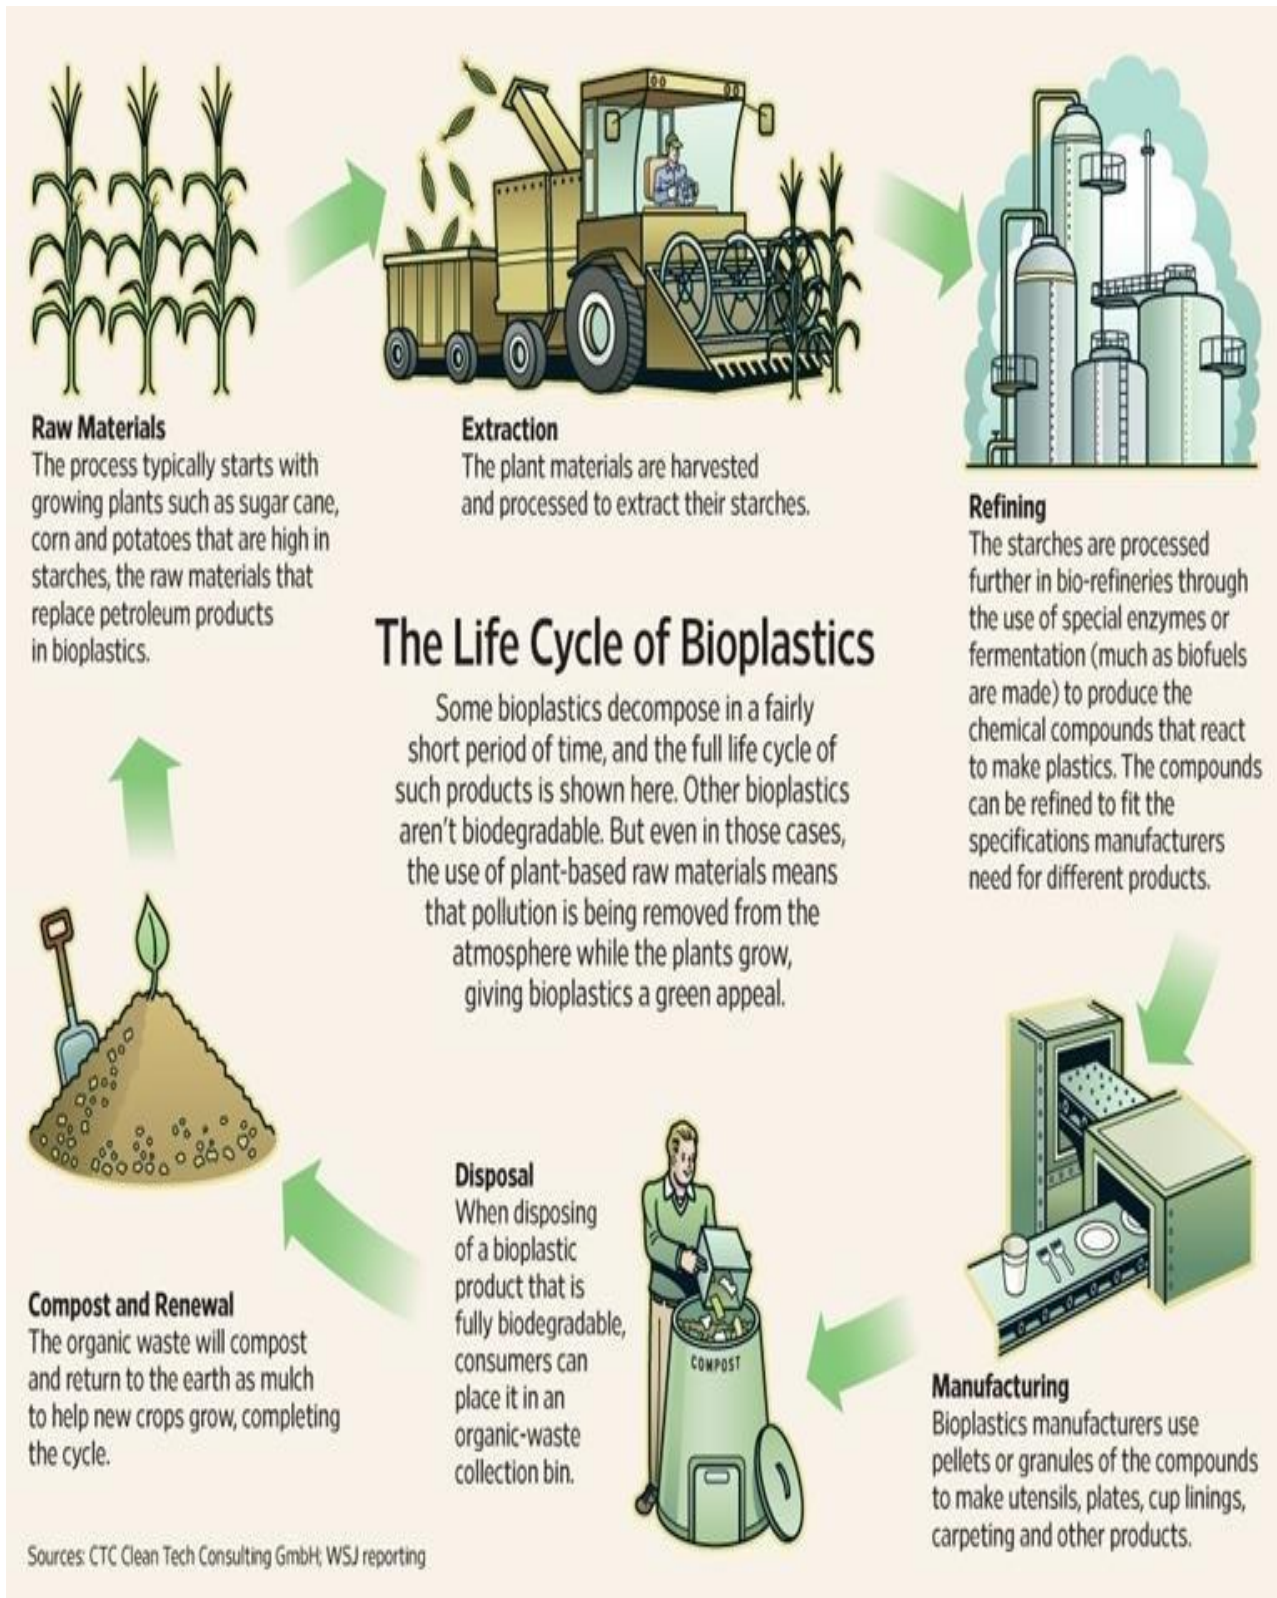 Raw Materials
The process typically starts with
growing plants such as sugar cane,
corn and potatoes that are high in
starches, the raw materials that
replace petroleum products
in bioplastics.
Extraction
The plant materials are harvested
and processed to extract their starches.
Refining
The starches are processed
further in bio-refineries through
the use of special enzymes or
fermentation (much as biofuels
are made) to produce the
chemical compounds that react
to make plastics. The compounds
can be refined to fit the
specifications manufacturers
need for different products.
The Life Cycle of Bioplastics
Some bioplastics decompose in a fairly
short period of time, and the full life cycle of
such products is shown here. Other bioplastics
aren't biodegradable. But even in those cases,
the use of plant-based raw materials means
that pollution is being removed from the
atmosphere while the plants grow,
giving bioplastics a green appeal.
Manufacturing
Bioplastics manufacturers use
pellets or granules of the compounds
to make utensils, plates, cup linings,
carpeting and other products.
Disposal
When disposing
of a bioplastic
product that is
fully biodegradable,
consumers can
place it in an
organic-waste
collection bin.
COMPOST
Compost and Renewal
The organic waste will compost
and return to the earth as mulch
to help new crops grow, completing
the cycle.
Sources: CTC Clean Tech Consulting GmbH; WSJ reporting